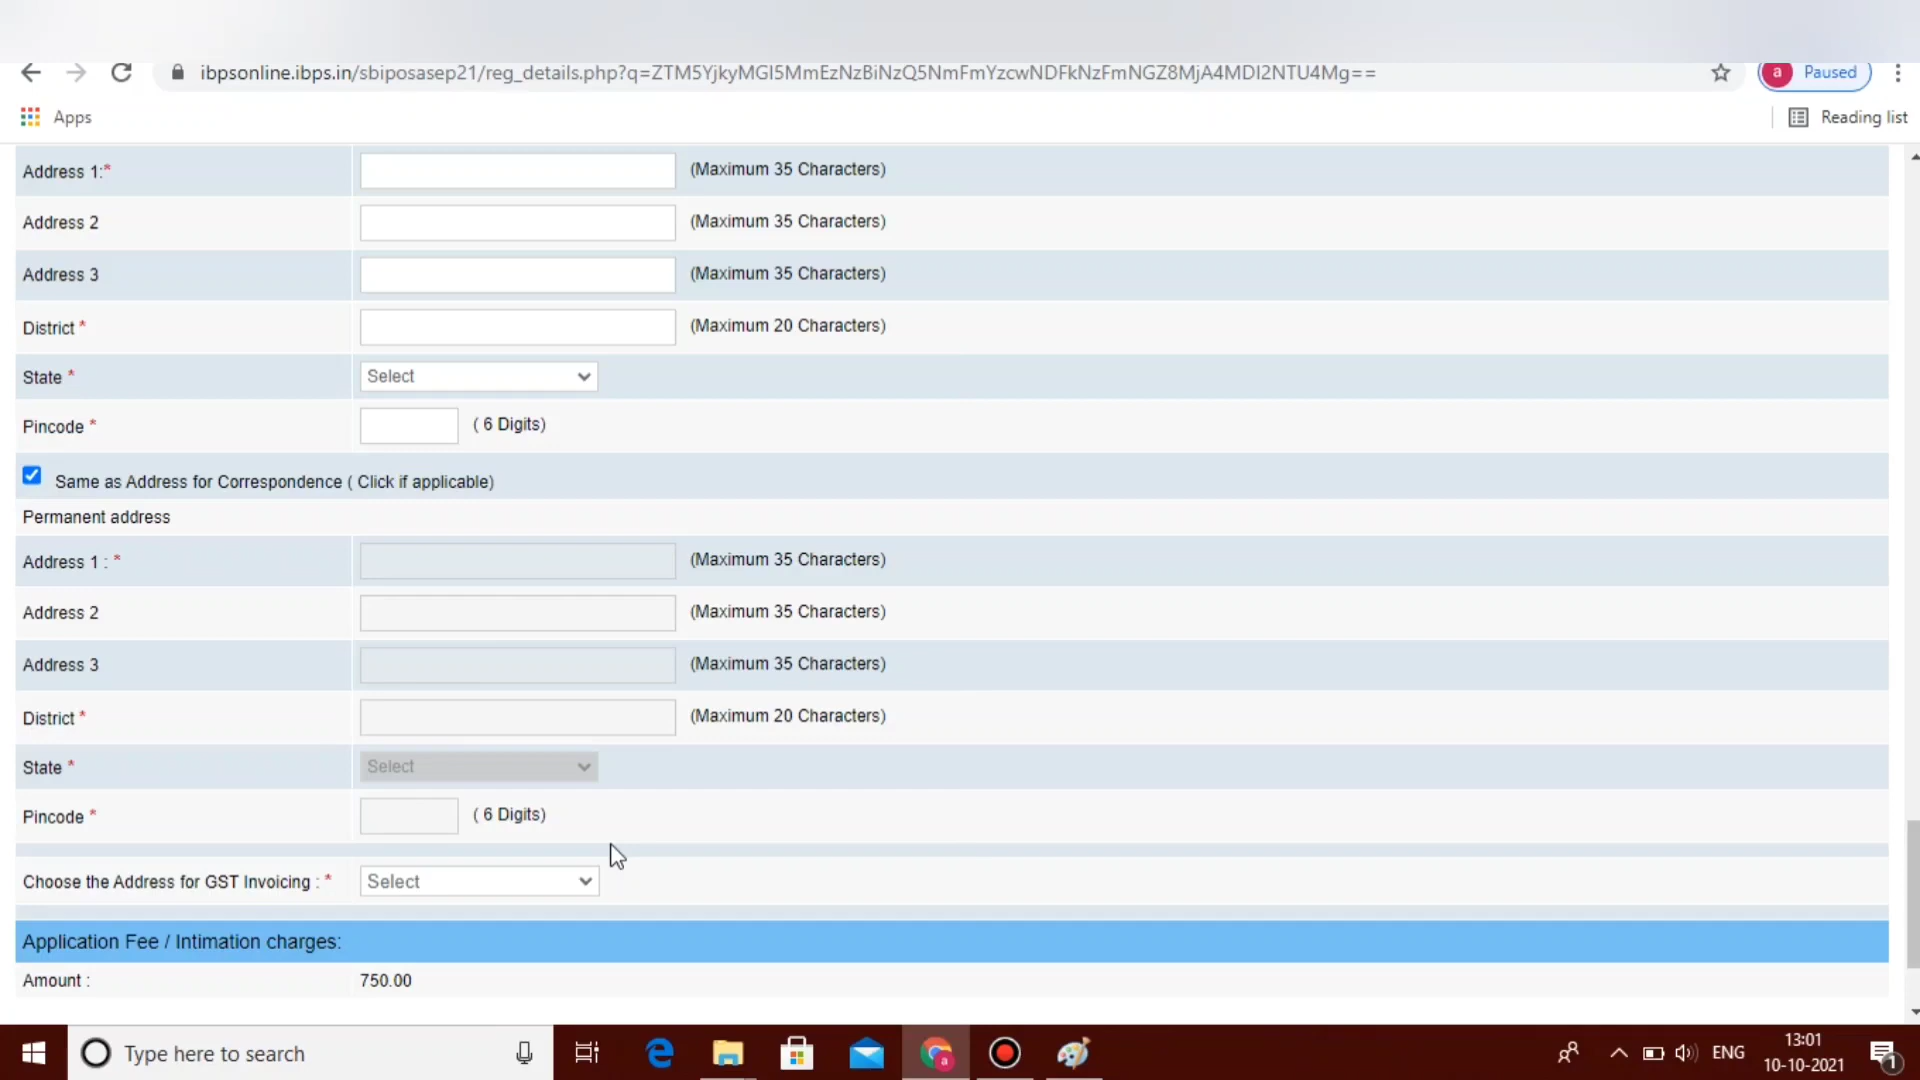 ibpsonline.ibps.in/sbiposasep21/reg_details.php?q=ZTM5YjkyMGI5MmEzNzBiNzQ5NmFmYzcwNDFkNzFmNGZ8MjA4MDI2NTU4Mg==
a Paused
Apps
Reading list
Address 1:* (Maximum 35 Characters)
Address 2 (Maximum 35 Characters)
Address 3 (Maximum 35 Characters)
District * (Maximum 20 Characters)
State * Select
Pincode * ( 6 Digits)
Same as Address for Correspondence ( Click if applicable)
Permanent address
Address 1 : * (Maximum 35 Characters)
Address 2 (Maximum 35 Characters)
Address 3 (Maximum 35 Characters)
District * (Maximum 20 Characters)
State * Select
Pincode * ( 6 Digits)
Choose the Address for GST Invoicing : * Select
Application Fee / Intimation charges:
Amount : 750.00
Type here to search
a
ENG
13:01
10-10-2021
1